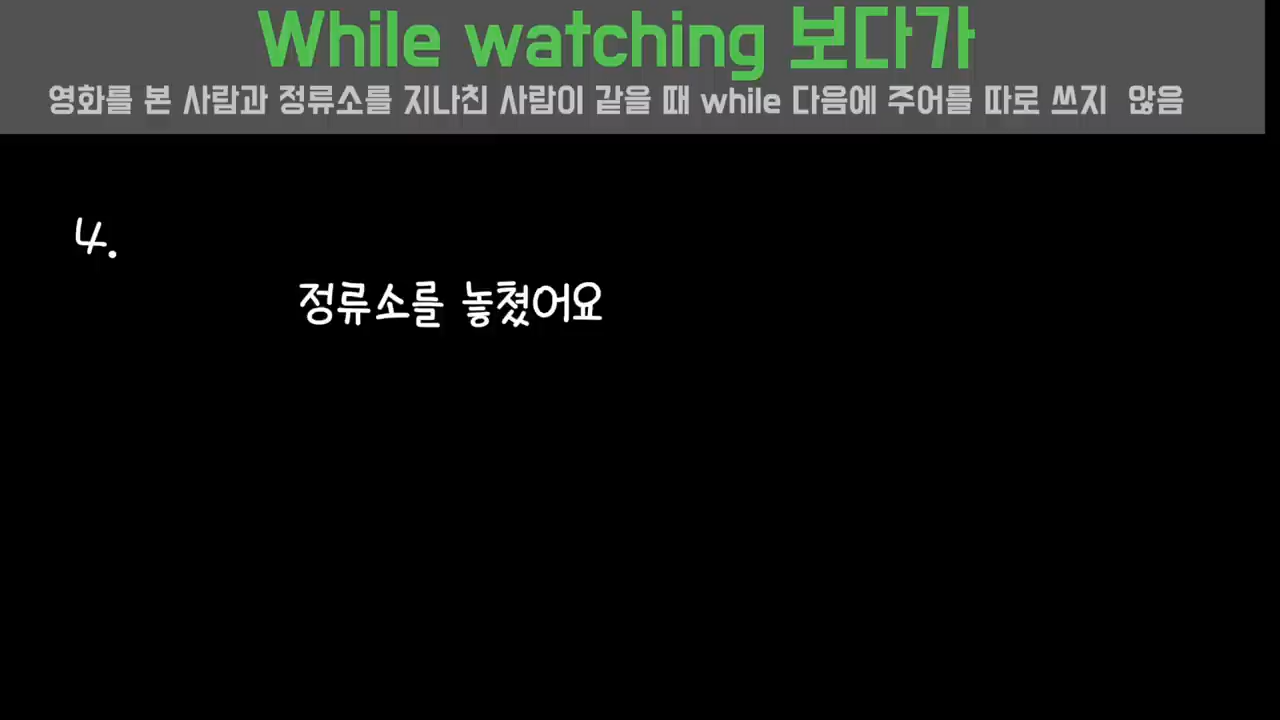 While watching 보다가
영화를 본 사람과 정류소를 지나친 사람이 같을 때 while 다음에 주어를 따로 쓰지 않음
4.
정류소를 놓쳤어요